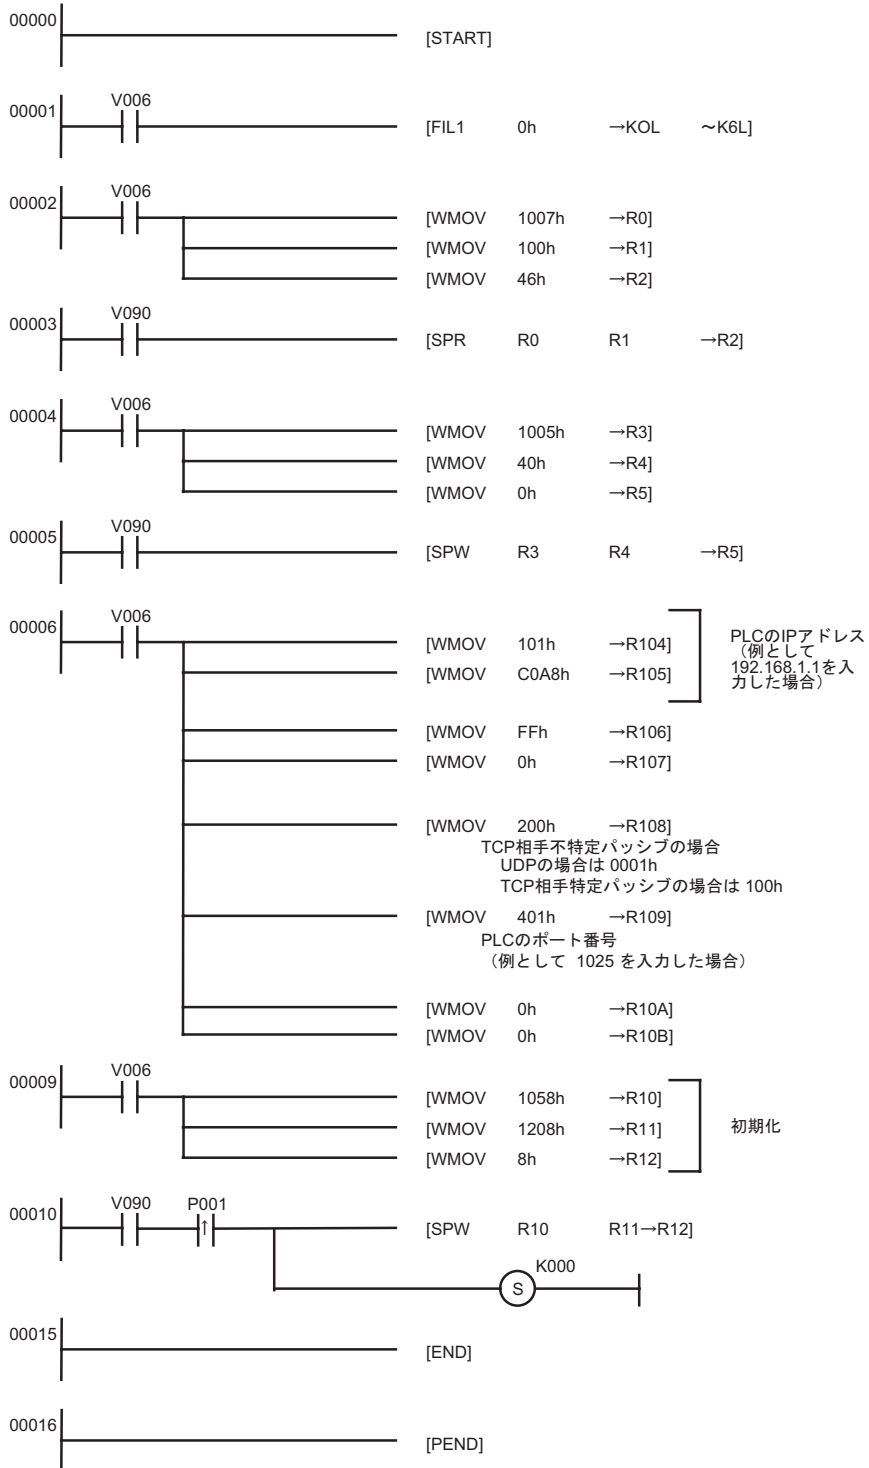 00000
[START]
00001 V006
[FIL1 0h →KOL ～K6L]
00002 V006
[WMOV 1007h →R0]
[WMOV 100h →R1]
[WMOV 46h →R2]
00003 V090
[SPR R0 R1 →R2]
00004 V006
[WMOV 1005h →R3]
[WMOV 40h →R4]
[WMOV 0h →R5]
00005 V090
[SPW R3 R4 →R5]
00006 V006
[WMOV 101h →R104]
[WMOV C0A8h →R105]
PLCのIPアドレス
（例として
192.168.1.1を入
力した場合）
[WMOV FFh →R106]
[WMOV 0h →R107]
[WMOV 200h →R108]
TCP相手不特定パッシブの場合
UDPの場合は 0001h
TCP相手特定パッシブの場合は 100h
[WMOV 401h →R109]
PLCのポート番号
（例として 1025 を入力した場合）
[WMOV 0h →R10A]
[WMOV 0h →R10B]
00009 V006
[WMOV 1058h →R10]
[WMOV 1208h →R11]
[WMOV 8h →R12]
初期化
00010 V090 P001
↑
[SPW R10 R11→R12]
S K000
00015
[END]
00016
[PEND]